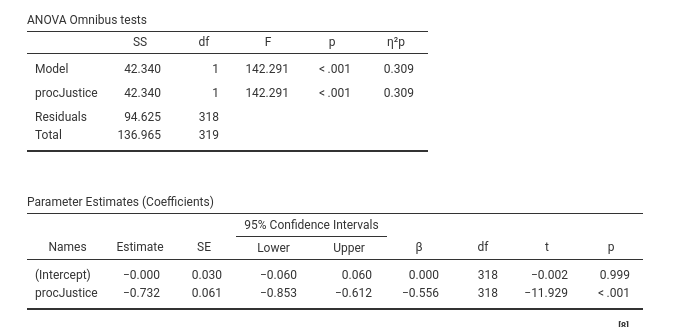 ANOVA Omnibus tests
SS df F p η²p
Model 42.340 1 142.291 < .001 0.309
procJustice 42.340 1 142.291 < .001 0.309
Residuals 94.625 318
Total 136.965 319
Parameter Estimates (Coefficients)
95% Confidence Intervals
Names Estimate SE Lower Upper β df t p
(Intercept) −0.000 0.030 −0.060 0.060 0.000 318 −0.002 0.999
procJustice −0.732 0.061 −0.853 −0.612 −0.556 318 −11.929 < .001